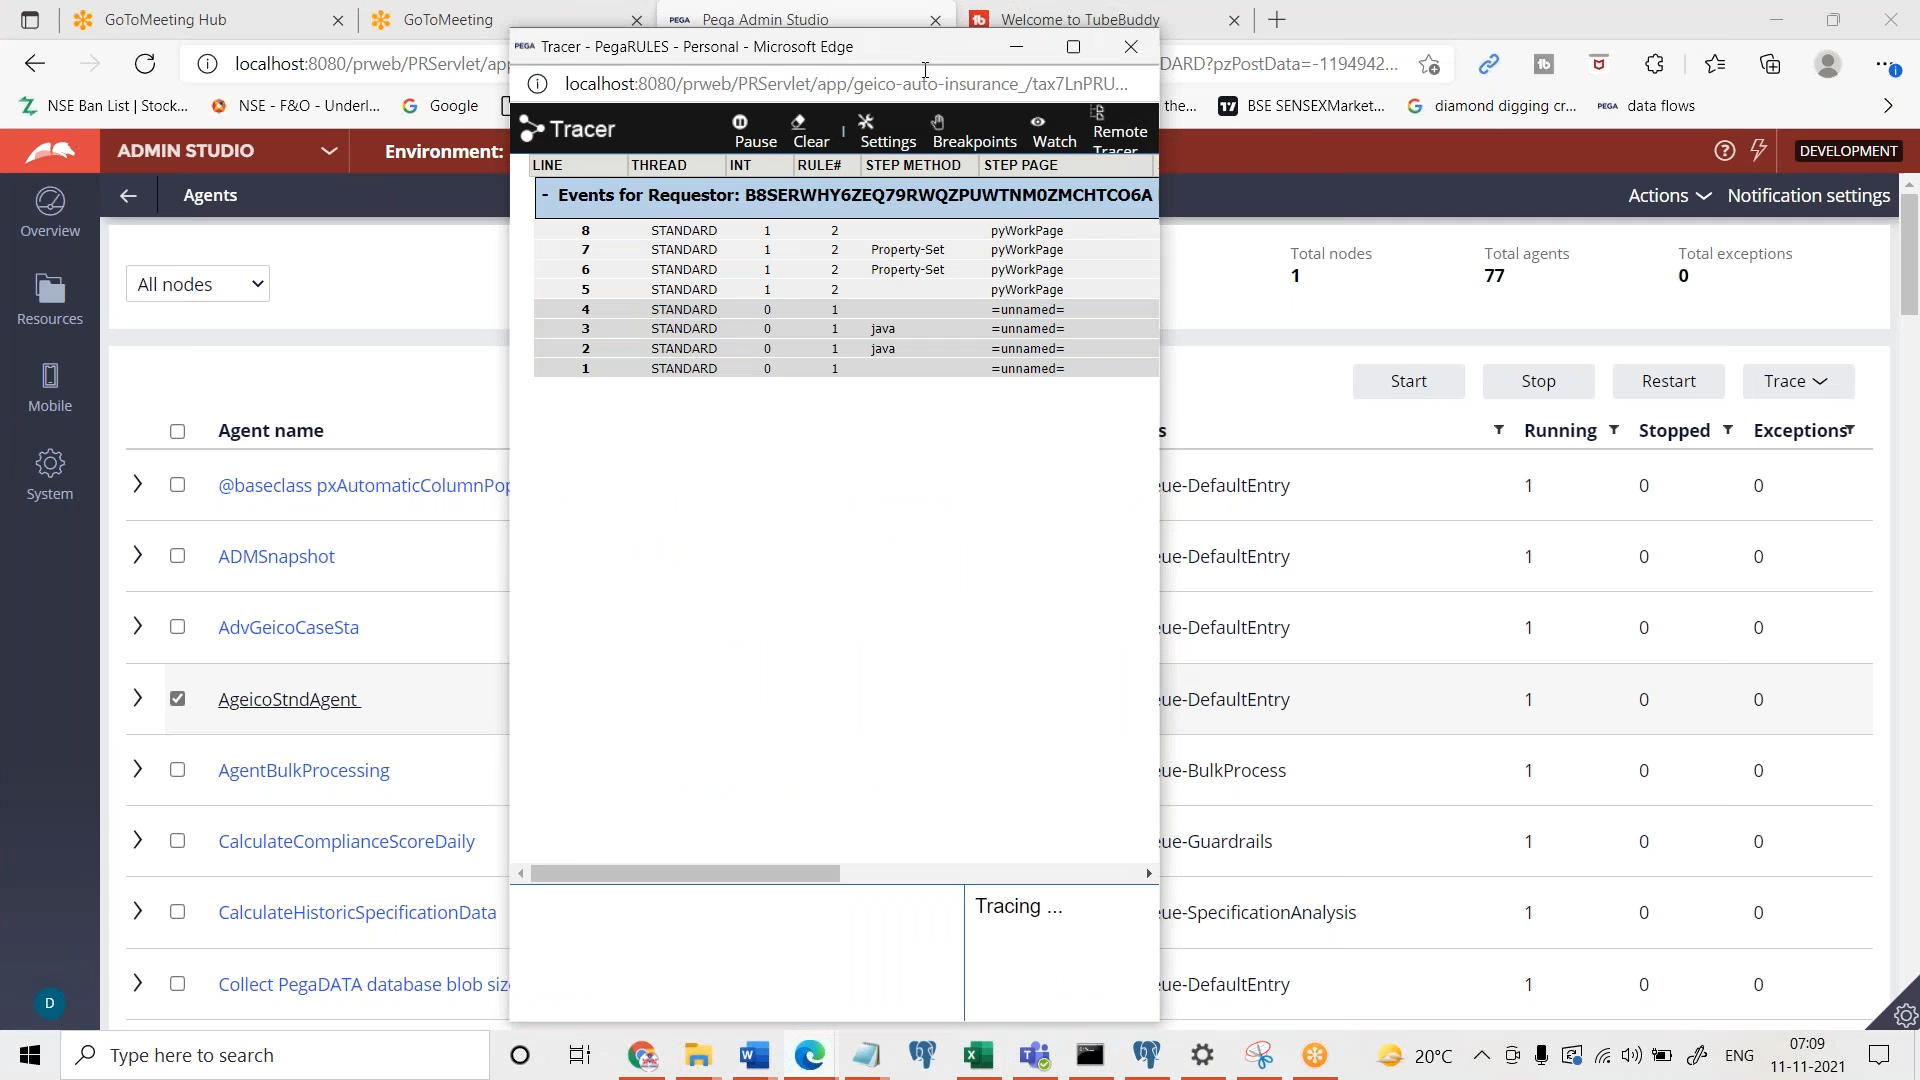 GoToMeeting Hub
GoToMeeting
PEGA Pega Admin Studio
Welcome to TubeBuddy
PEGA Tracer - PegaRULES - Personal - Microsoft Edge
localhost:8080/prweb/PRServlet/app
DARD?pzPostData=-1194942...
localhost:8080/prweb/PRServlet/app/geico-auto-insurance_/tax7LnPRU...
NSE Ban List | Stock...
NSE - F&O - Underl...
Google
the...
BSE SENSEXMarket...
diamond digging cr...
PEGA data flows
Tracer
Pause
Clear
Settings
Breakpoints
Watch
Remote
Tracer
ADMIN STUDIO
Environment:
DEVELOPMENT
LINE THREAD INT RULE# STEP METHOD STEP PAGE
- Events for Requestor: B8SERWHY6ZEQ79RWQZPUWTNM0ZMCHTCO6A
8 STANDARD 1 2 pyWorkPage
7 STANDARD 1 2 Property-Set pyWorkPage
6 STANDARD 1 2 Property-Set pyWorkPage
5 STANDARD 1 2 pyWorkPage
4 STANDARD 0 1 =unnamed=
3 STANDARD 0 1 java =unnamed=
2 STANDARD 0 1 java =unnamed=
1 STANDARD 0 1 =unnamed=
Tracing ...
Overview
Resources
Mobile
System
D
Agents
Actions
Notification settings
All nodes
Total nodes
1
Total agents
77
Total exceptions
0
Start
Stop
Restart
Trace
Agent name s Running Stopped Exceptions
@baseclass pxAutomaticColumnPop ue-DefaultEntry 1 0 0
ADMSnapshot ue-DefaultEntry 1 0 0
AdvGeicoCaseSta ue-DefaultEntry 1 0 0
AgeicoStndAgent ue-DefaultEntry 1 0 0
AgentBulkProcessing ue-BulkProcess 1 0 0
CalculateComplianceScoreDaily ue-Guardrails 1 0 0
CalculateHistoricSpecificationData ue-SpecificationAnalysis 1 0 0
Collect PegaDATA database blob siz ue-DefaultEntry 1 0 0
Type here to search
20°C
ENG
07:09
11-11-2021